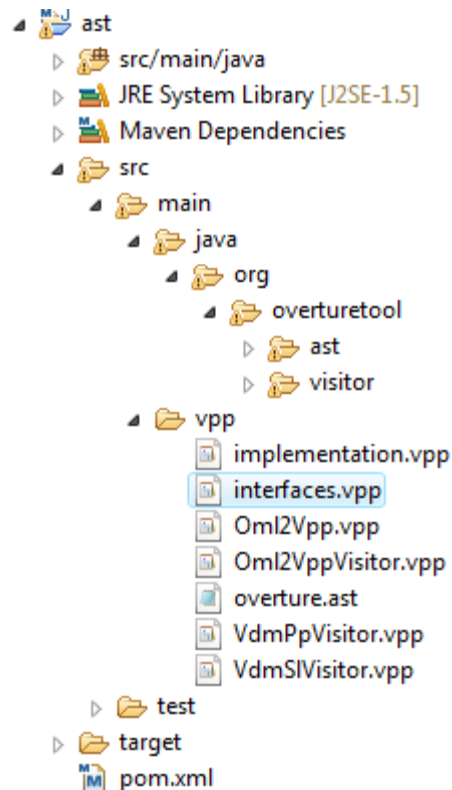 ast
src/main/java
JRE System Library [J2SE-1.5]
Maven Dependencies
src
main
java
org
overturetool
ast
visitor
vpp
implementation.vpp
interfaces.vpp
Oml2Vpp.vpp
Oml2VppVisitor.vpp
overture.ast
VdmPpVisitor.vpp
VdmSlVisitor.vpp
test
target
pom.xml